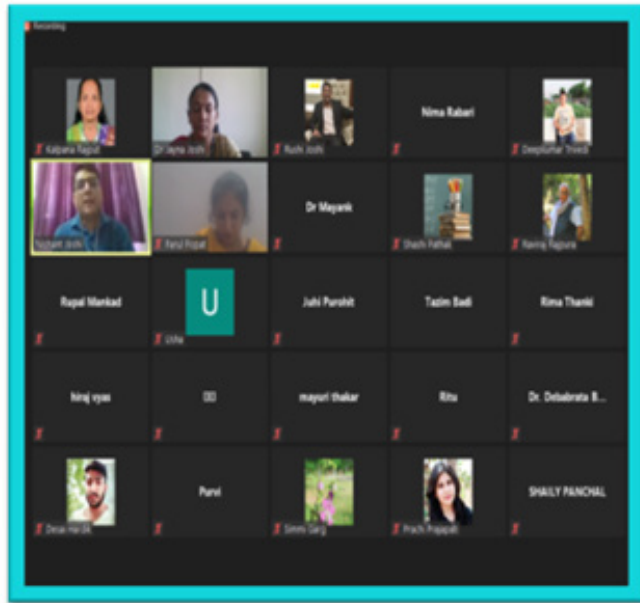 Recording
Kalpana Rajput
Dr Jayna Joshi
Rushi Joshi
Nima Rabari
Deepkumar Trivedi
Joshi
Parul Popat
Dr Mayank
Shashi Pathak
Raviraj Rajpura
Rupal Mankad
U
Usha
Juhi Purohit
Tazim Badi
Rima Thanki
hiraj vyas
mayuri thakar
Ritu
Dr. Debabrata B...
Desai Hardik
Purvi
Simmi Garg
Prachi Prajapati
SHAILY PANCHAL